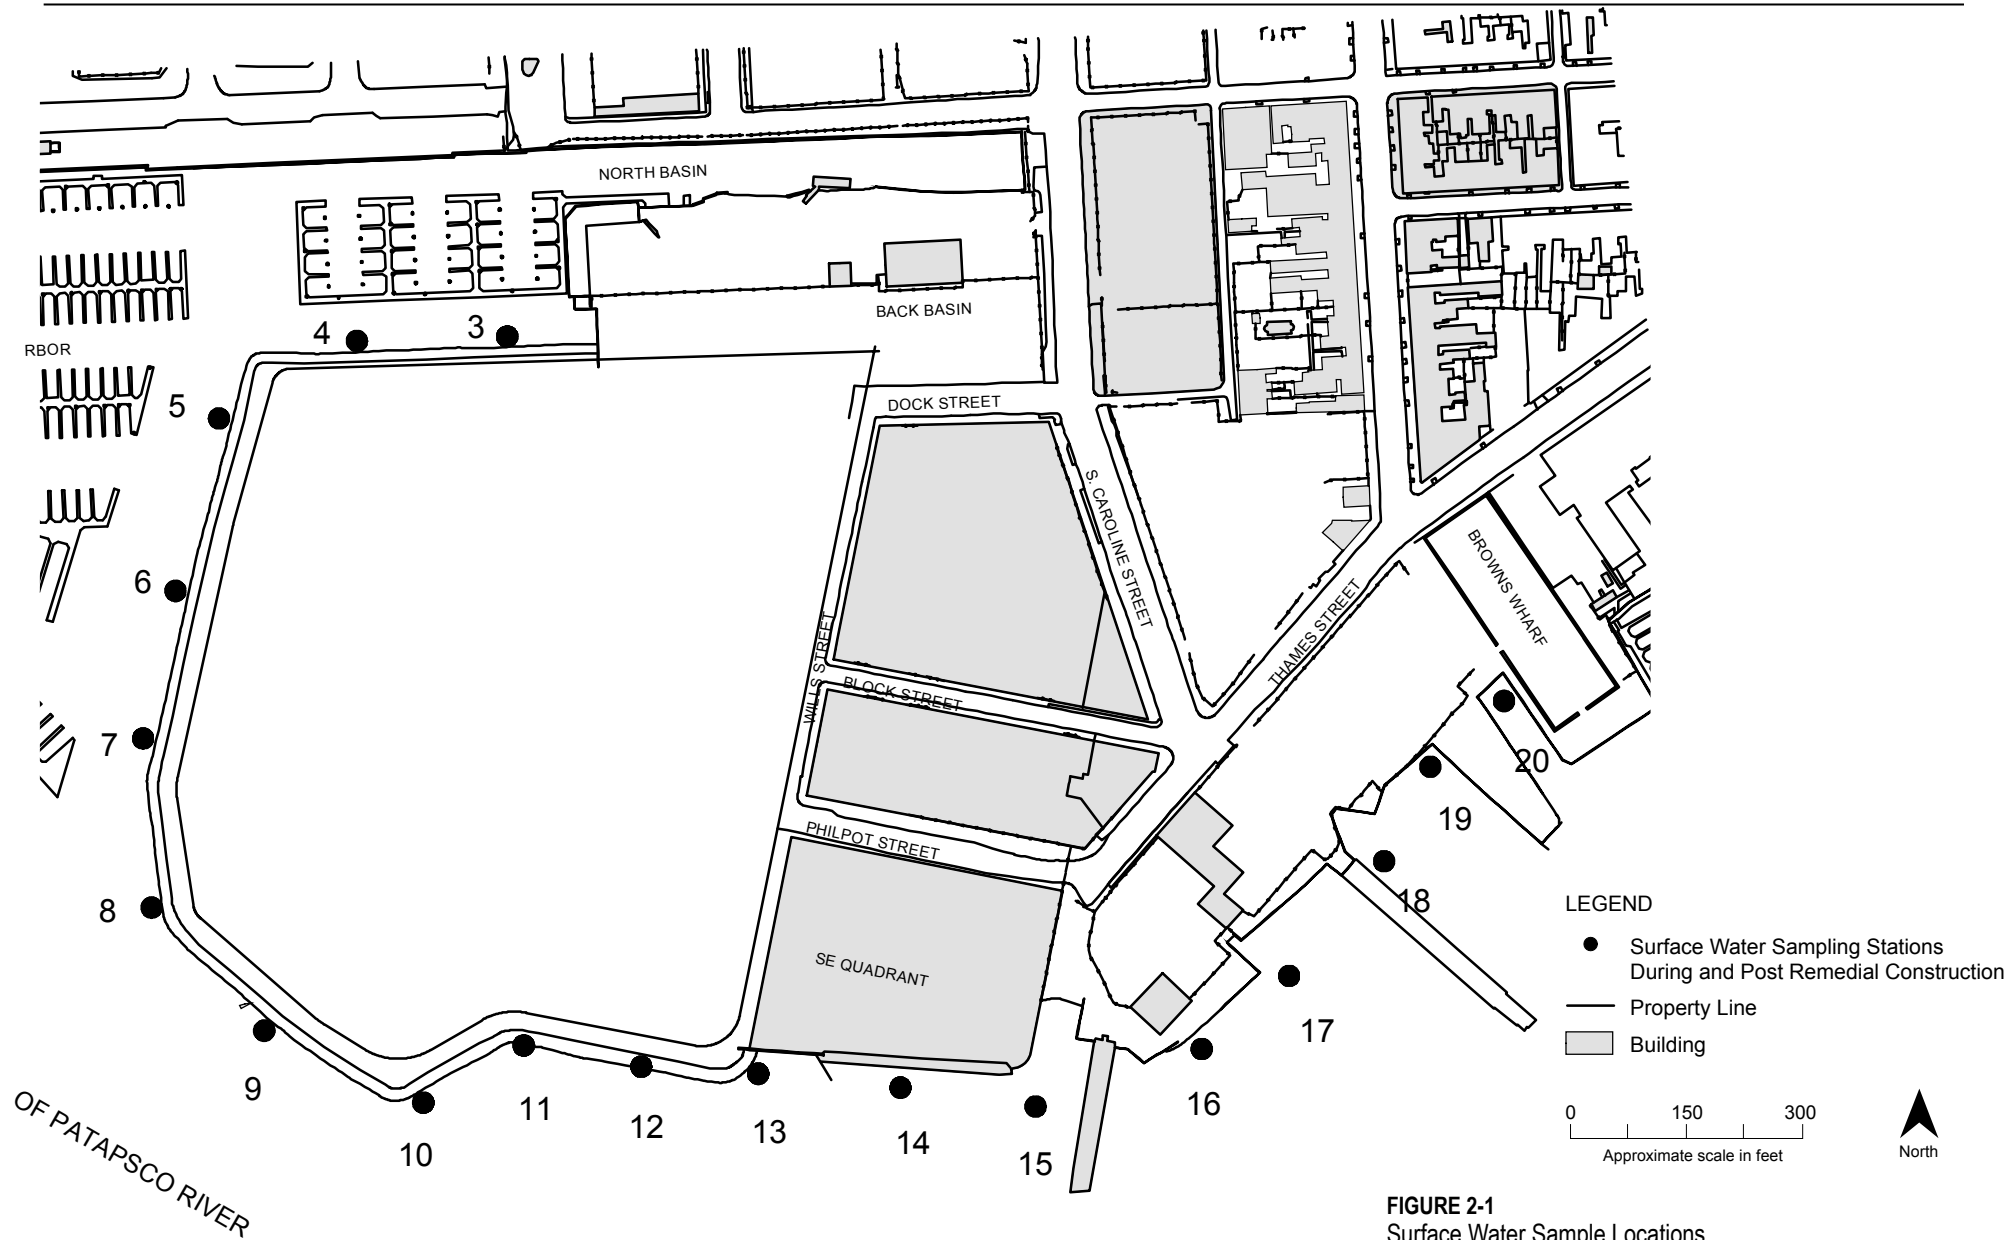 NORTH BASIN
BACK BASIN
4
3
RBOR
5
DOCK STREET
S. CAROLINE STREET
6
BROWNS WHARF
THAMES STREET
WILLS STREET
BLOCK STREET
7
20
19
PHILPOT STREET
8
18
SE QUADRANT
17
9
11
12
13
14
16
10
15
OF PATAPSCO RIVER
LEGEND
Surface Water Sampling Stations
During and Post Remedial Construction
Property Line
Building
0 150 300
Approximate scale in feet
North
FIGURE 2-1
Surface Water Sample Locations